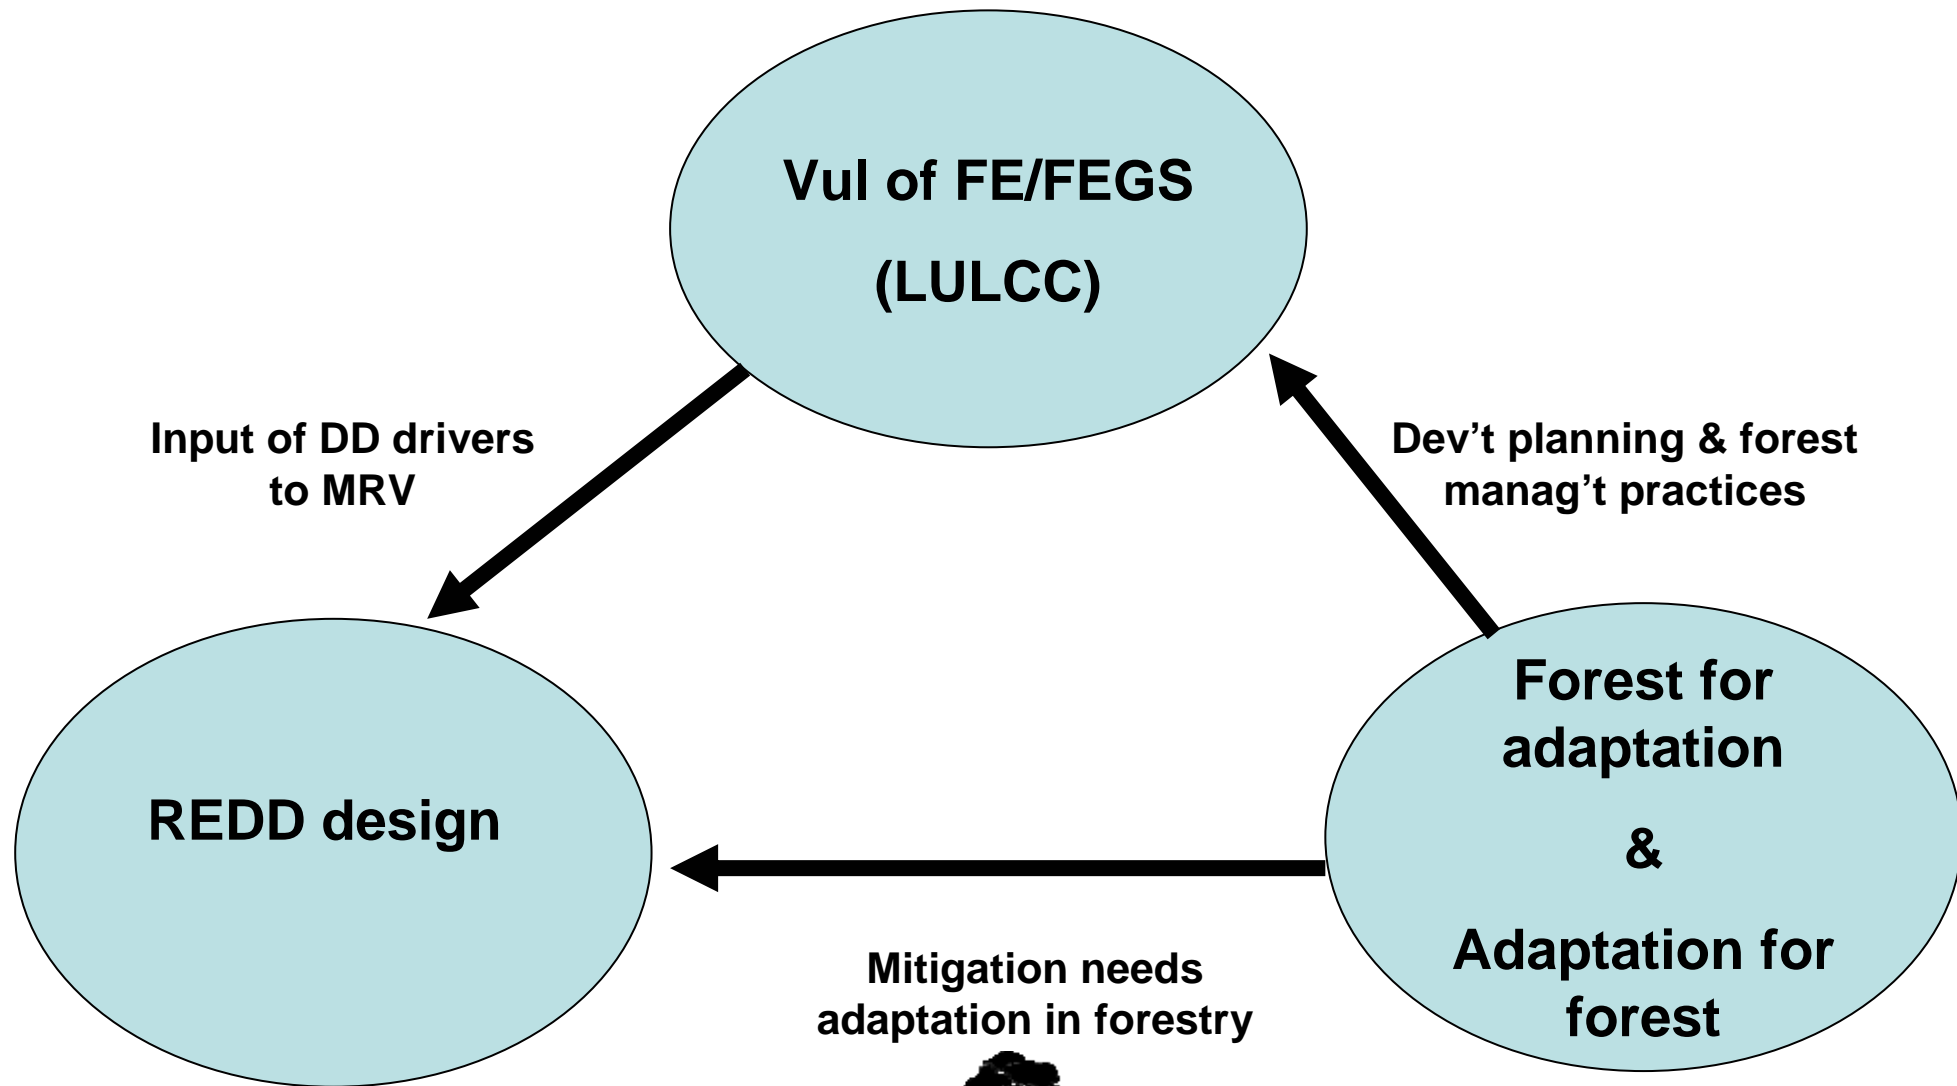 Vul of FE/FEGS
(LULCC)
Input of DD drivers
to MRV
Dev’t planning & forest
manag’t practices
REDD design
Forest for
adaptation
&
Adaptation for
forest
Mitigation needs
adaptation in forestry